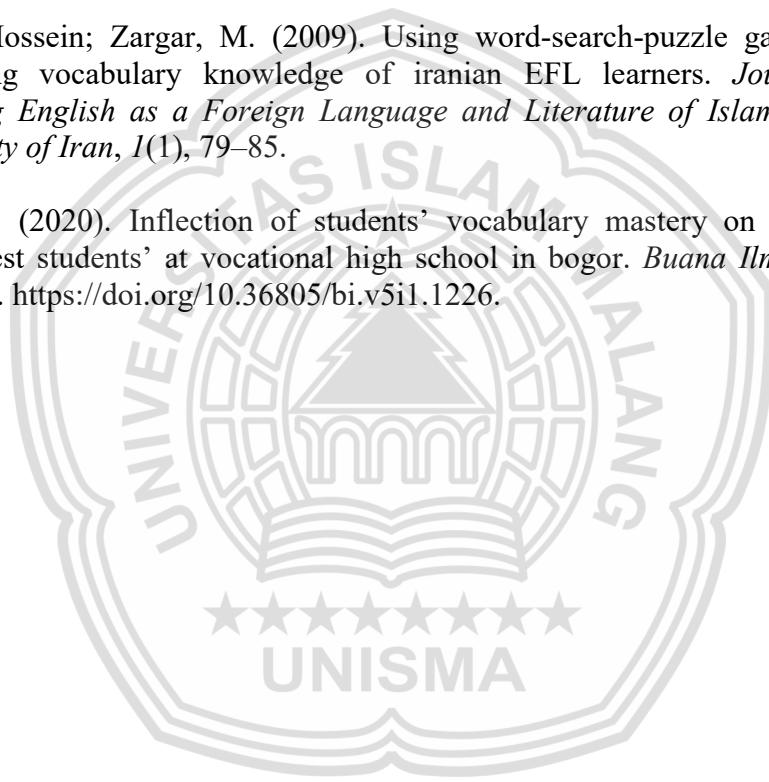 Hossein; Zargar, M. (2009). Using word-search-puzzle ga
ng vocabulary knowledge of iranian EFL learners. Jou
g English as a Foreign Language and Literature of Islam
ty of Iran, 1(1), 79–85.
(2020). Inflection of students’ vocabulary mastery on
est students’ at vocational high school in bogor. Buana Iln
. https://doi.org/10.36805/bi.v5i1.1226.
UNIVERSITAS ISLAM MALANG
UNISMA